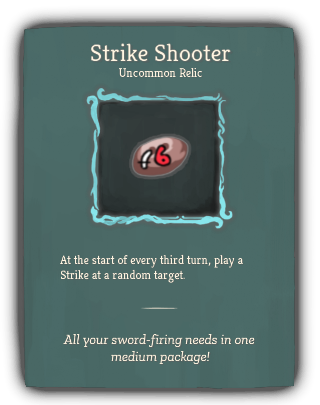 Strike Shooter
Uncommon Relic
6
At the start of every third turn, play a
Strike at a random target.
All your sword-firing needs in one
medium package!